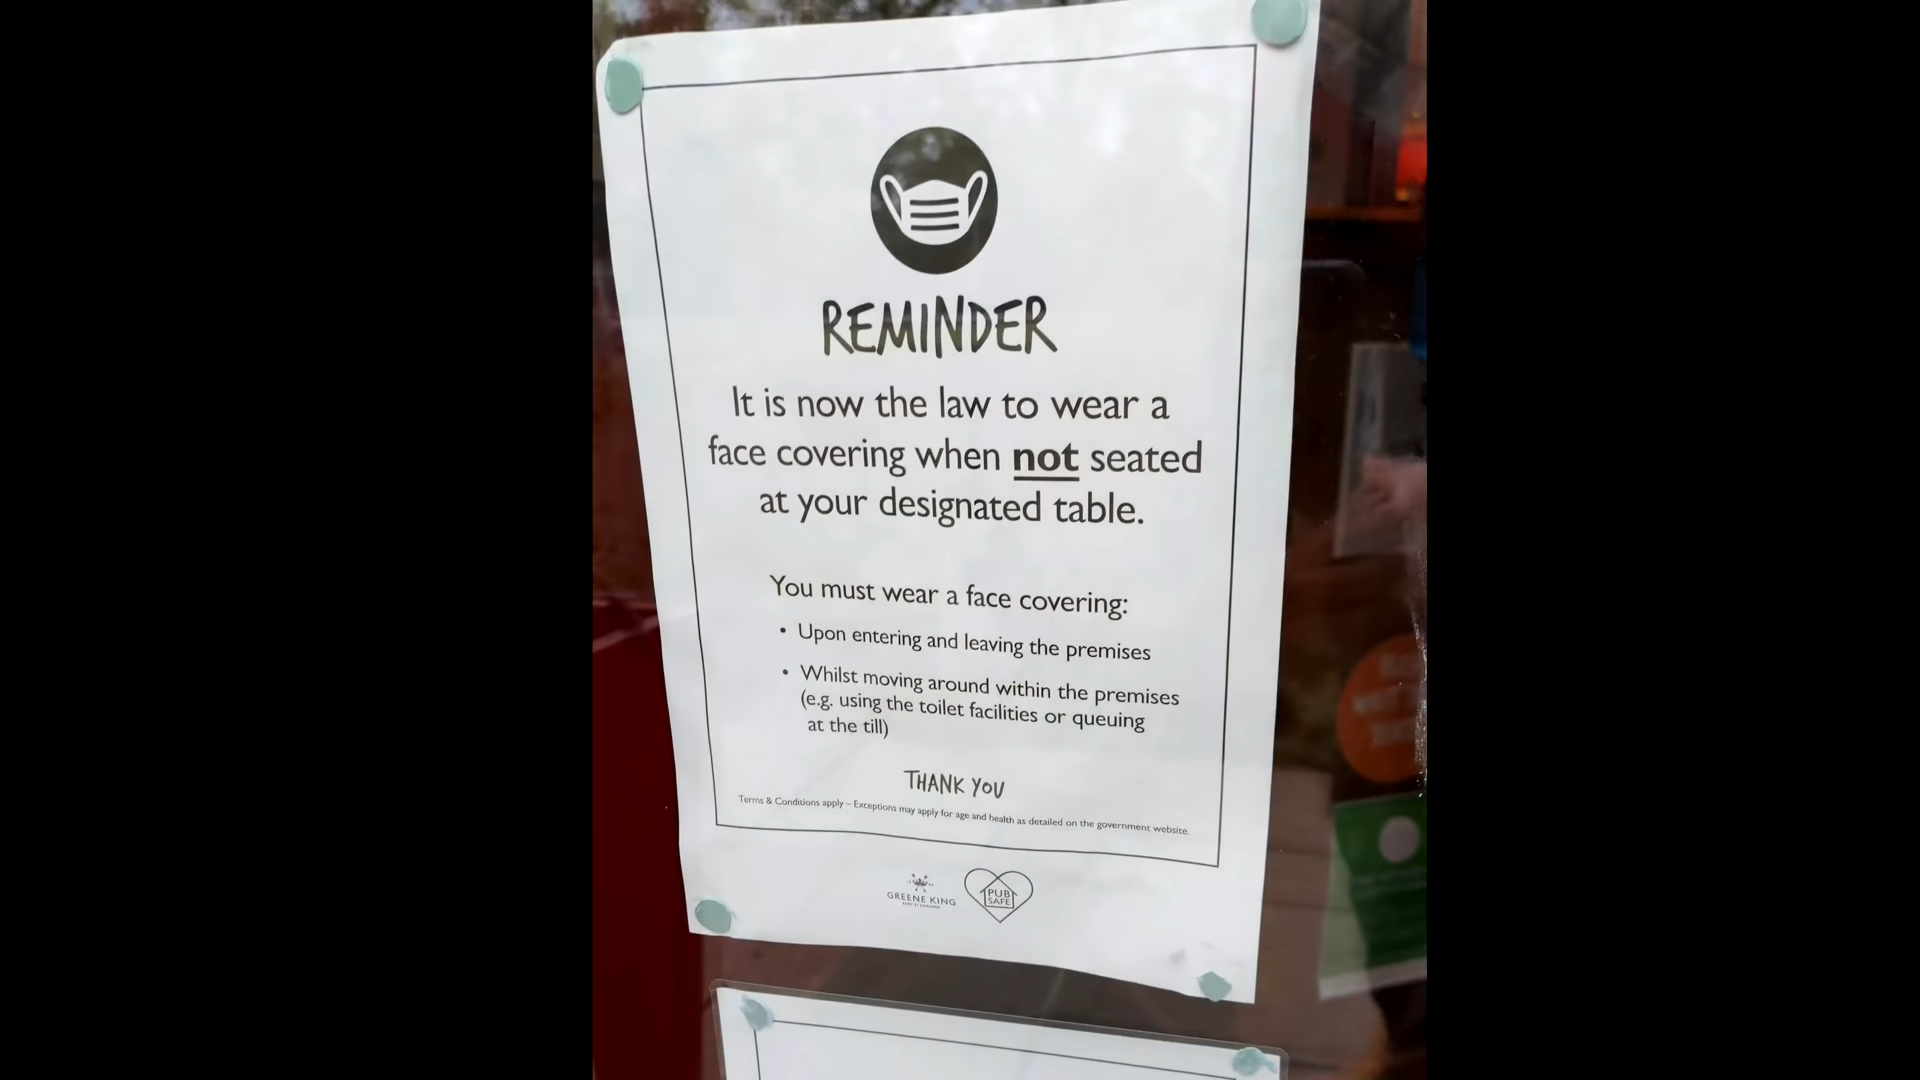 REMINDER
It is now the law to wear a
face covering when not seated
at your designated table.
You must wear a face covering:
• Upon entering and leaving the premises
• Whilst moving around within the premises
(e.g. using the toilet facilities or queuing
at the till)
THANK YOU
Terms & Conditions apply – Exceptions may apply for age and health as detailed on the government website.
GREENE KING
PUB
SAFE